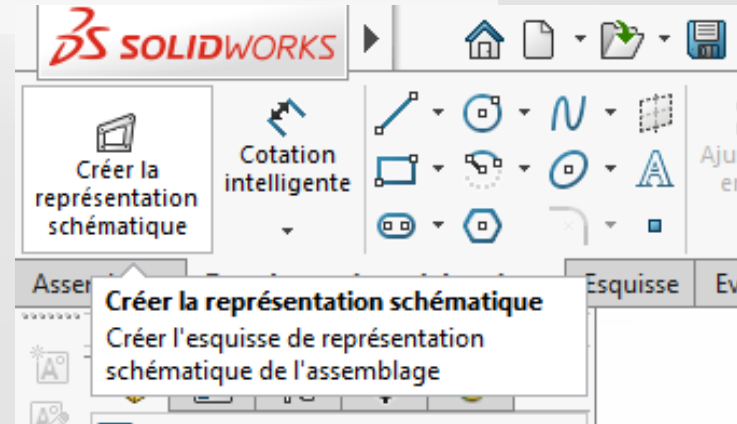 SOLIDWORKS
Créer la
représentation
schématique
Cotation
intelligente
Esquisse
Créer la représentation schématique
Créer l'esquisse de représentation
schématique de l'assemblage